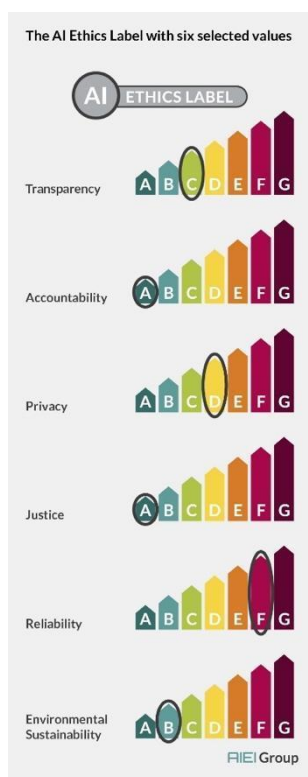 The AI Ethics Label with six selected values
AI ETHICS LABEL
Transparency A B C D E F G
Accountability A B C D E F G
Privacy A B C D E F G
Justice A B C D E F G
Reliability A B C D E F G
Environmental
Sustainability A B C D E F G
AIEI Group